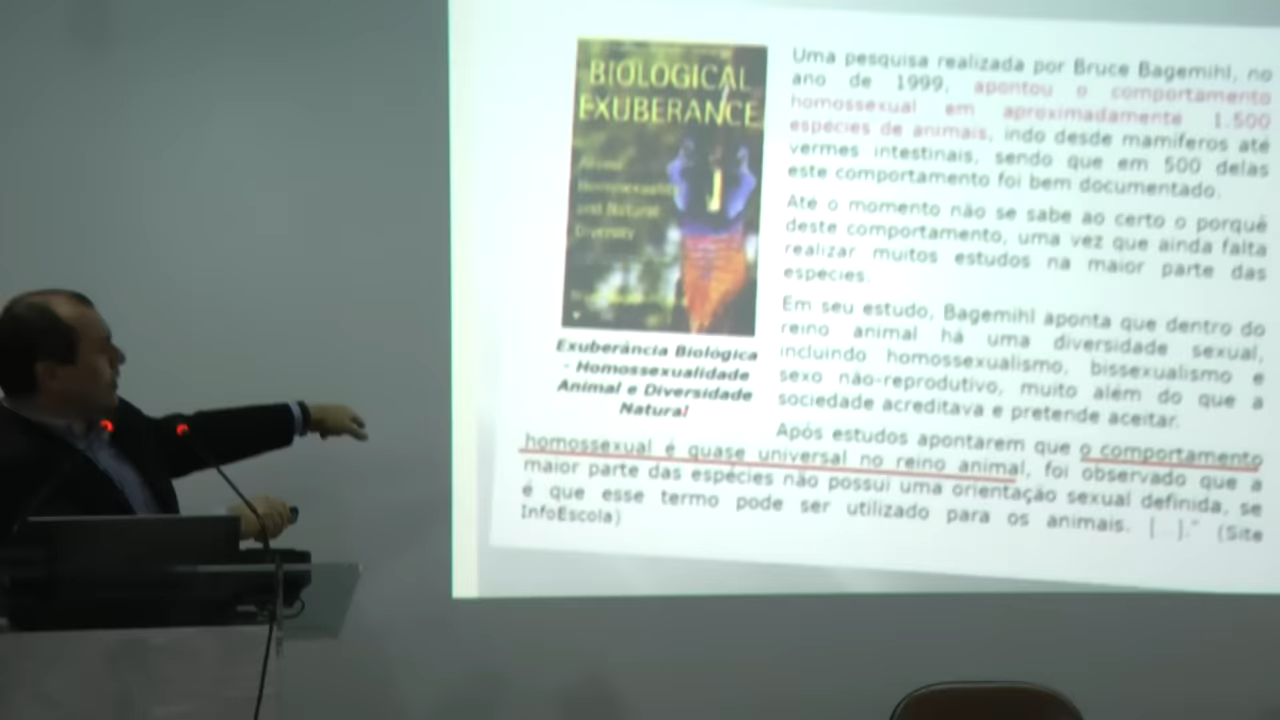 BIOLOGICAL
EXUBERANCE
Animal
Homosexuality
and Natural
Diversity
Exuberância Biológica
- Homossexualidade
Animal e Diversidade
Natural
Uma pesquisa realizada por Bruce Bagemihl, no
ano de 1999, apontou o comportamento
homossexual em aproximadamente 1.500
espécies de animais, indo desde mamíferos até
vermes intestinais, sendo que em 500 delas
este comportamento foi bem documentado.
Até o momento não se sabe ao certo o porquê
deste comportamento, uma vez que ainda falta
realizar muitos estudos na maior parte das
espécies.
Em seu estudo, Bagemihl aponta que dentro do
reino animal há uma diversidade sexual,
incluindo homossexualismo, bissexualismo e
sexo não-reprodutivo, muito além do que a
sociedade acreditava e pretende aceitar.
Após estudos apontarem que o comportamento
homossexual é quase universal no reino animal, foi observado que a
maior parte das espécies não possui uma orientação sexual definida, se
é que esse termo pode ser utilizado para os animais. [...]." (Site
InfoEscola)